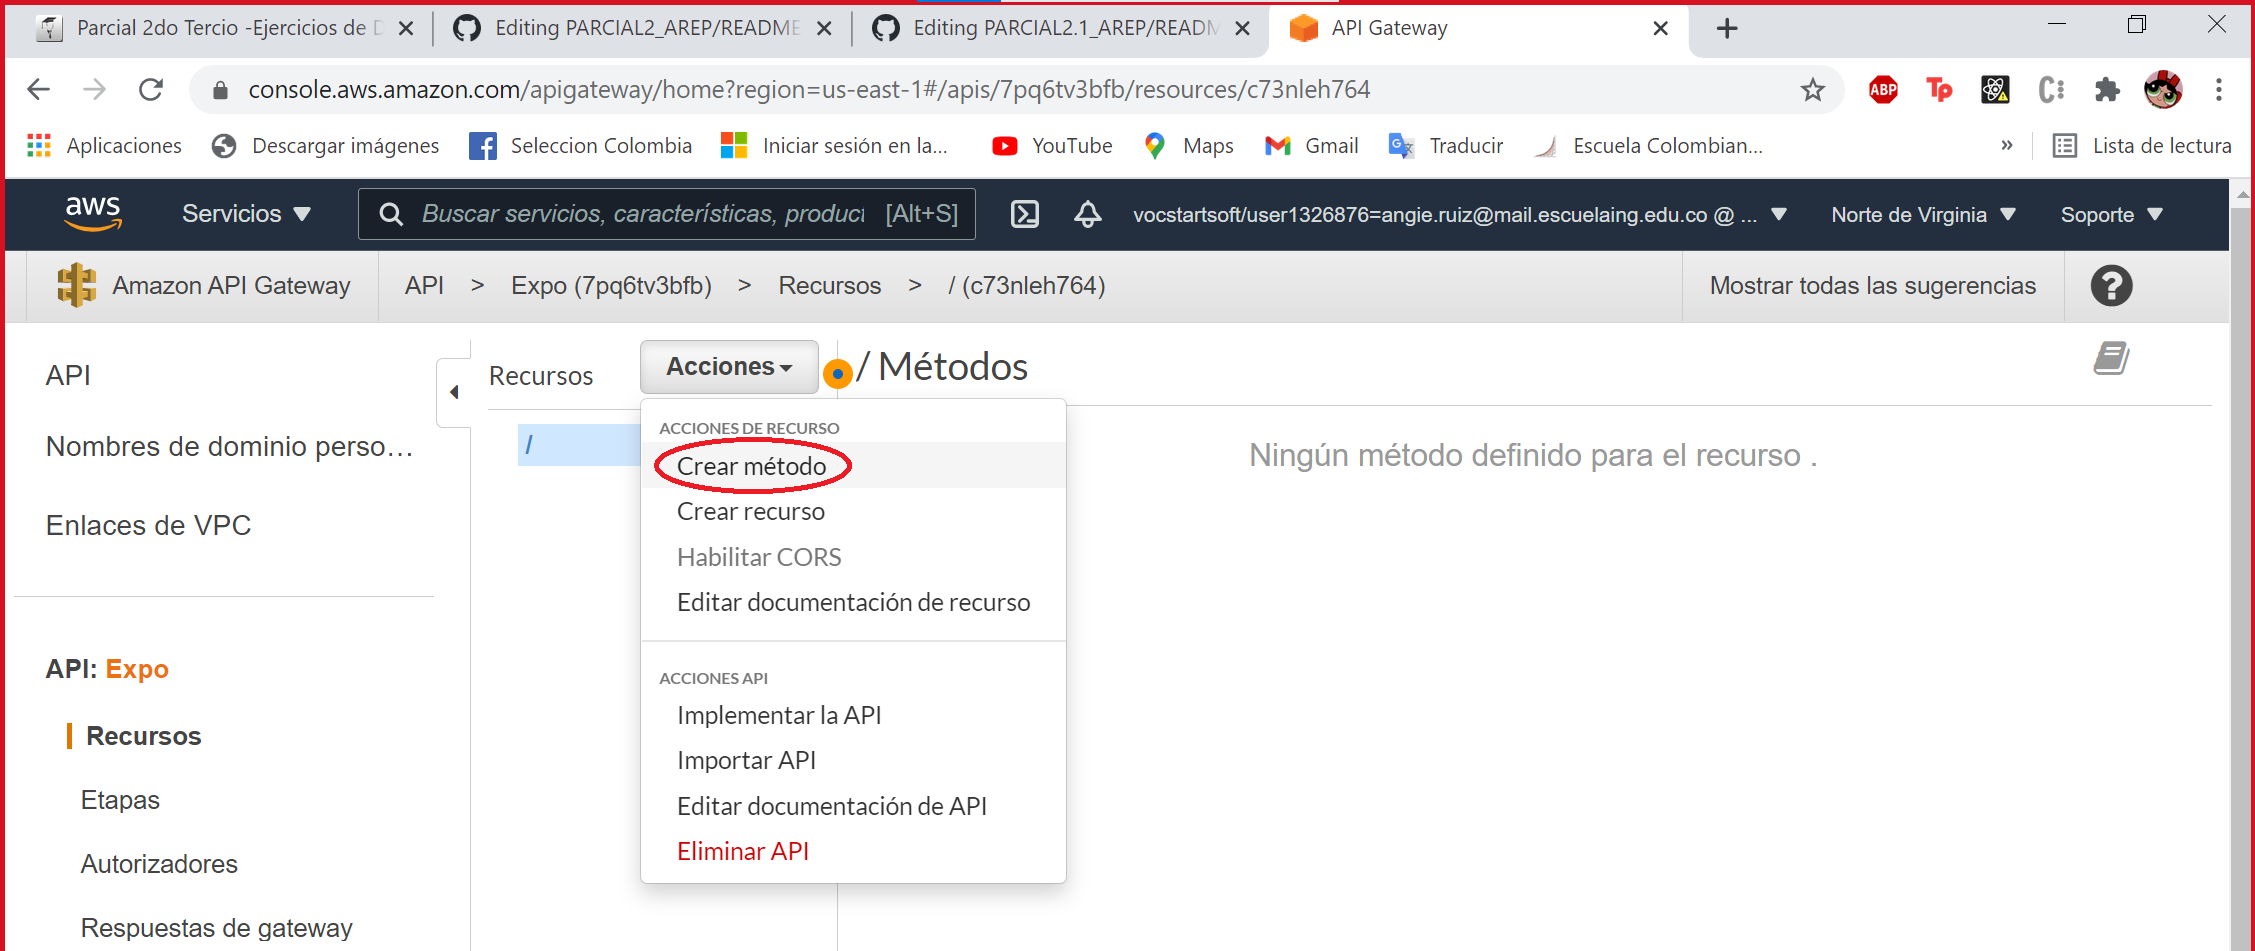 Parcial 2do Tercio -Ejercicios de D
Editing PARCIAL2_AREP/README
Editing PARCIAL2.1_AREP/READM
API Gateway
console.aws.amazon.com/apigateway/home?region=us-east-1#/apis/7pq6tv3bfb/resources/c73nleh764
ABP
Tp
Aplicaciones
Descargar imágenes
Seleccion Colombia
Iniciar sesión en la...
YouTube
Maps
Gmail
Traducir
Escuela Colombian...
»
Lista de lectura
aws
Servicios
Buscar servicios, características, product
[Alt+S]
vocstartsoft/user1326876=angie.ruiz@mail.escuelaing.edu.co @ ...
Norte de Virginia
Soporte
Amazon API Gateway
API > Expo (7pq6tv3bfb) > Recursos > / (c73nleh764)
Mostrar todas las sugerencias
?
API
Nombres de dominio perso...
Enlaces de VPC
API: Expo
Recursos
Etapas
Autorizadores
Respuestas de gateway
Recursos
Acciones
/
ACCIONES DE RECURSO
Crear método
Crear recurso
Habilitar CORS
Editar documentación de recurso
ACCIONES API
Implementar la API
Importar API
Editar documentación de API
Eliminar API
/ Métodos
Ningún método definido para el recurso .